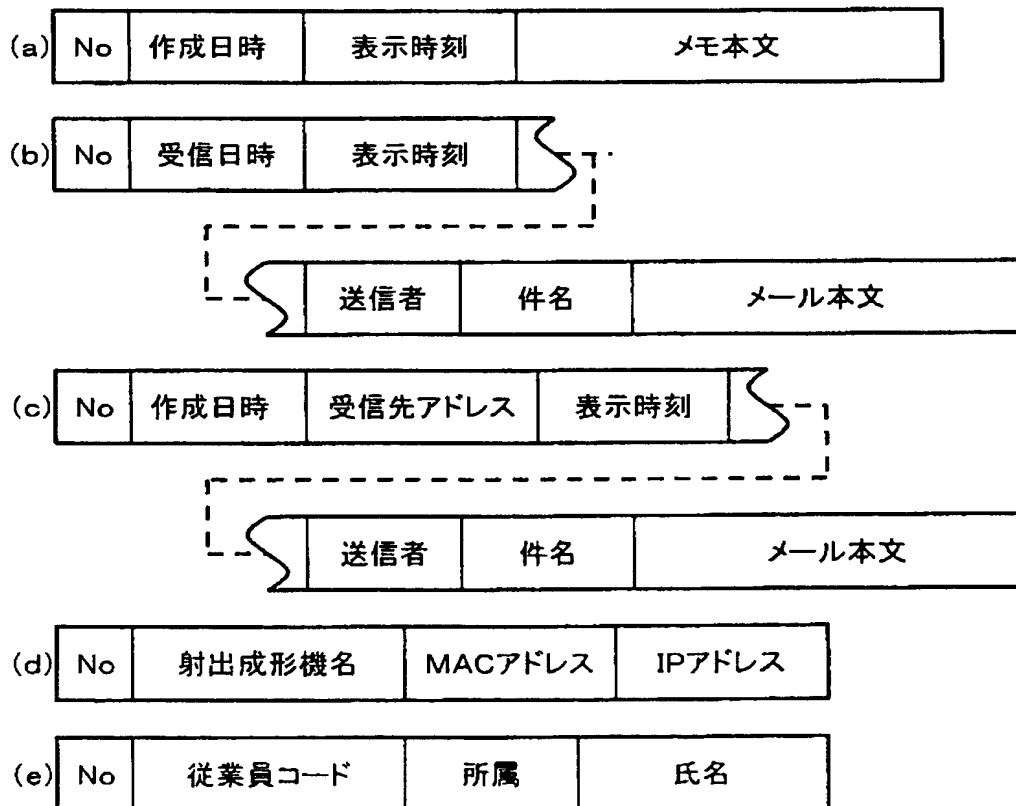 (a) No 作成日時 表示時刻 メモ本文
(b) No 受信日時 表示時刻
送信者 件名 メール本文
(c) No 作成日時 受信先アドレス 表示時刻
送信者 件名 メール本文
(d) No 射出成形機名 MACアドレス IPアドレス
(e) No 従業員コード 所属 氏名